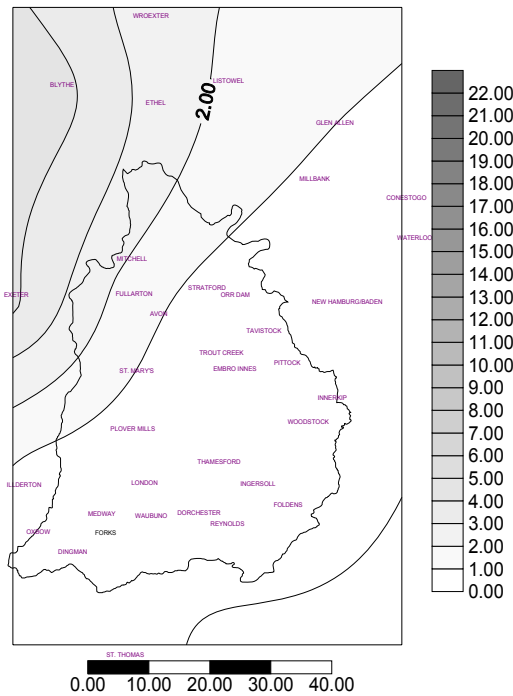 WROEXTER
BLYTHE
LISTOWEL
ETHEL
2.00
GLEN ALLEN
MILLBANK
CONESTOGO
WATERLOO
MITCHELL
EXETER
FULLARTON
STRATFORD
ORR DAM
NEW HAMBURG/BADEN
AVON
TAVISTOCK
TROUT CREEK
PITTOCK
ST. MARY'S
EMBRO INNES
INNERKIP
WOODSTOCK
PLOVER MILLS
THAMESFORD
ILLDERTON
LONDON
INGERSOLL
FOLDENS
MEDWAY
WAUBUNO
DORCHESTER
REYNOLDS
OXBOW
FORKS
DINGMAN
ST. THOMAS
0.00 10.00 20.00 30.00 40.00
22.00
21.00
20.00
19.00
18.00
17.00
16.00
15.00
14.00
13.00
12.00
11.00
10.00
9.00
8.00
7.00
6.00
5.00
4.00
3.00
2.00
1.00
0.00